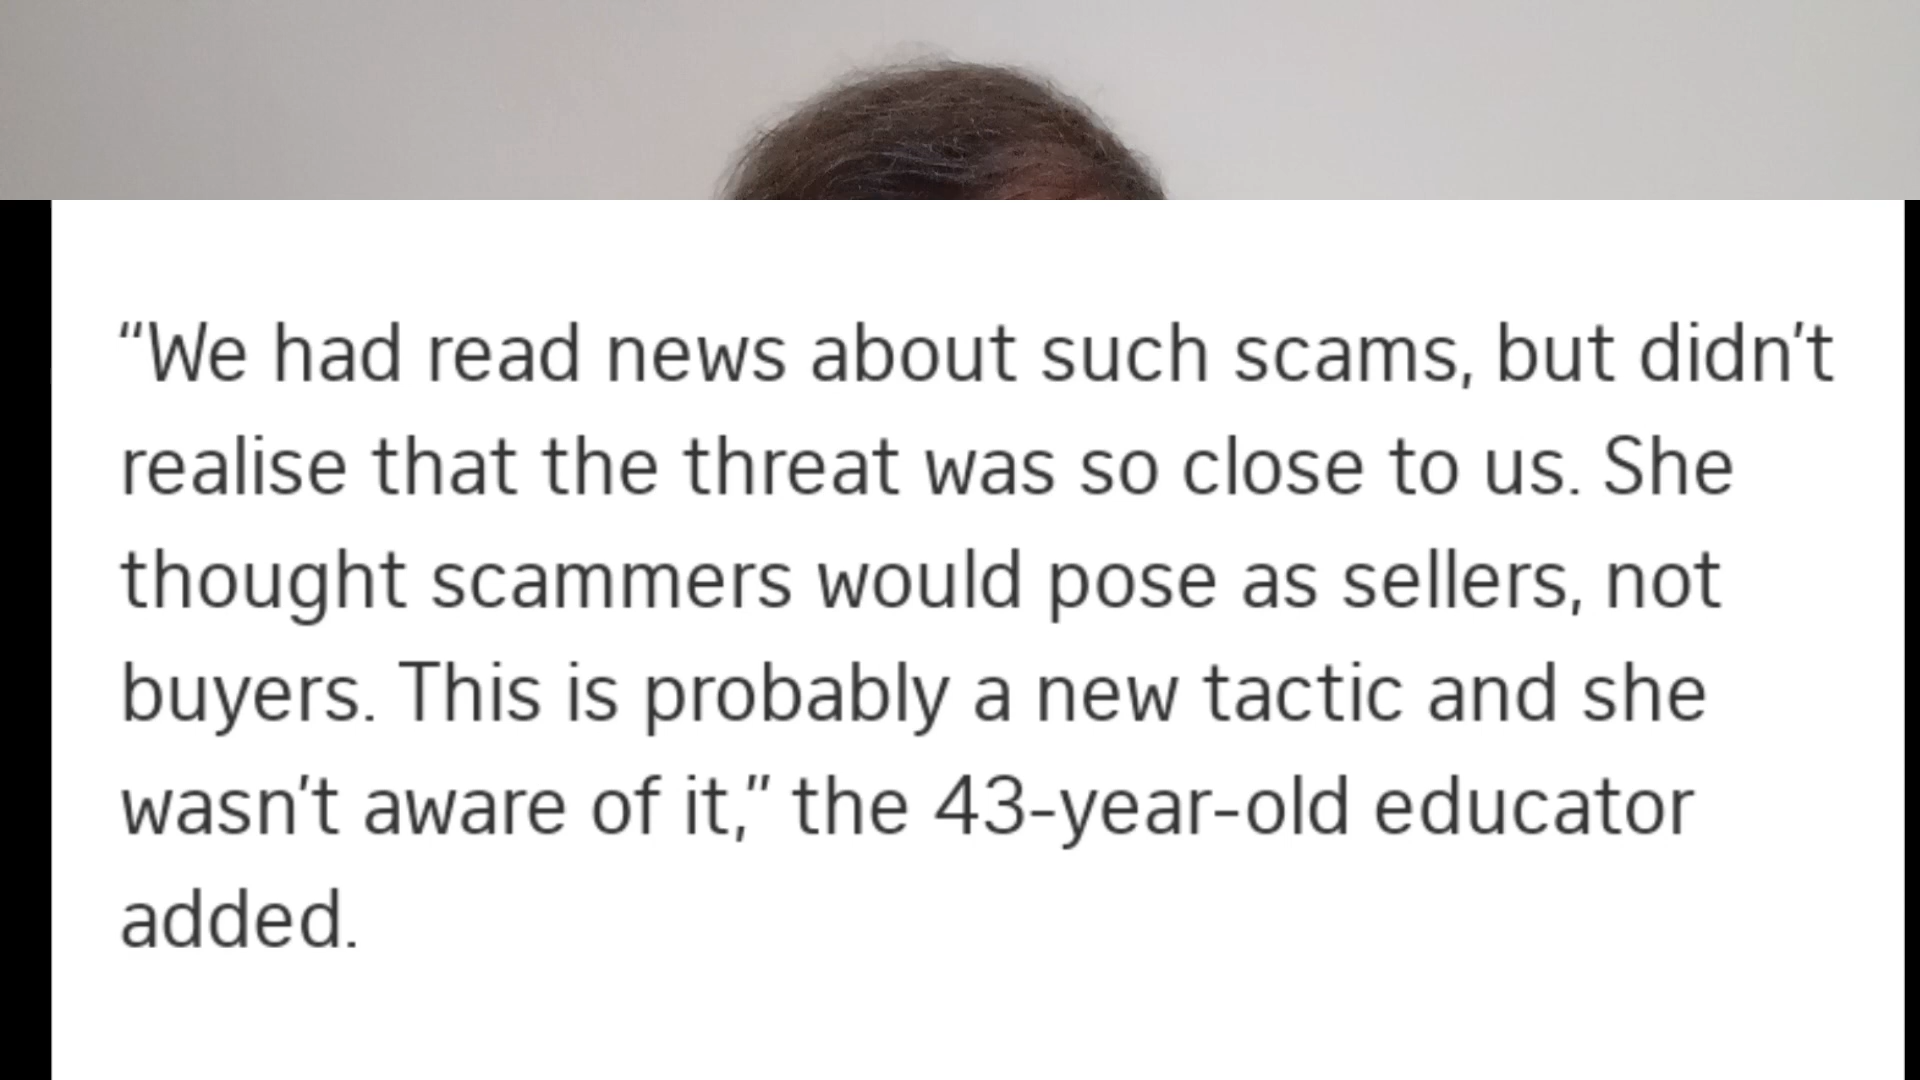 “We had read news about such scams, but didn’t
realise that the threat was so close to us. She
thought scammers would pose as sellers, not
buyers. This is probably a new tactic and she
wasn’t aware of it,” the 43-year-old educator
added.